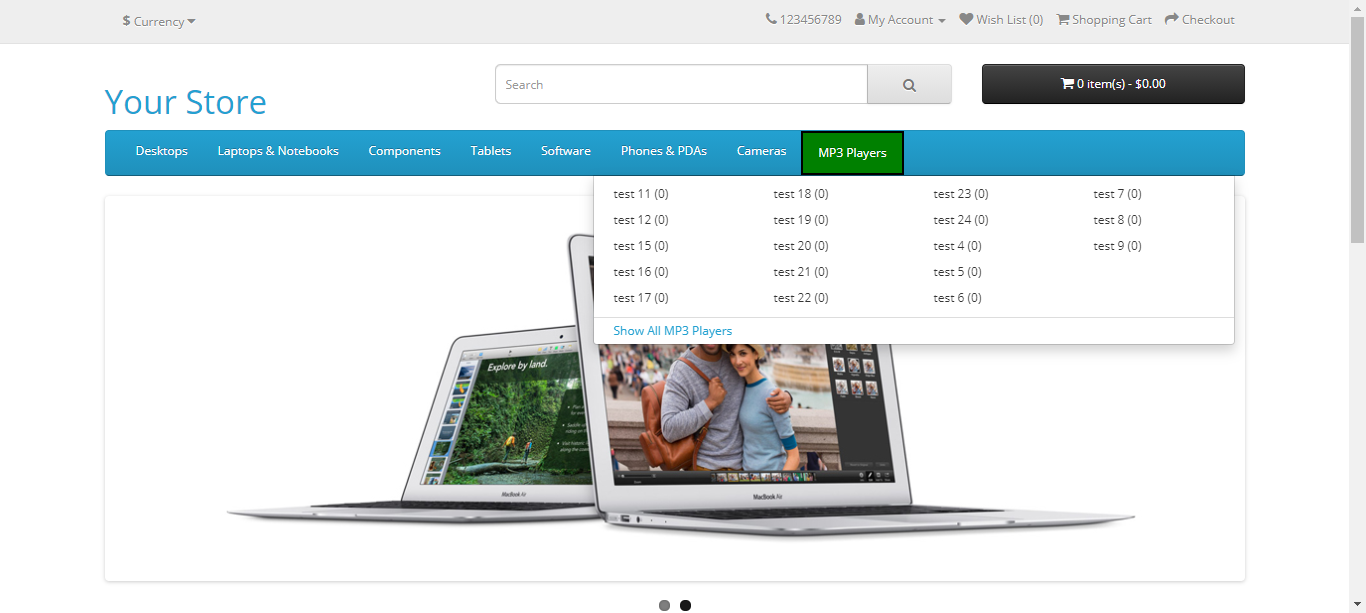 $ Currency
123456789 My Account Wish List (0) Shopping Cart Checkout
Your Store
Search
0 item(s) - $0.00
Desktops Laptops & Notebooks Components Tablets Software Phones & PDAs Cameras MP3 Players
test 11 (0) test 18 (0) test 23 (0) test 7 (0)
test 12 (0) test 19 (0) test 24 (0) test 8 (0)
test 15 (0) test 20 (0) test 4 (0) test 9 (0)
test 16 (0) test 21 (0) test 5 (0)
test 17 (0) test 22 (0) test 6 (0)
Show All MP3 Players
Explore by land.
MacBook Air
MacBook Air